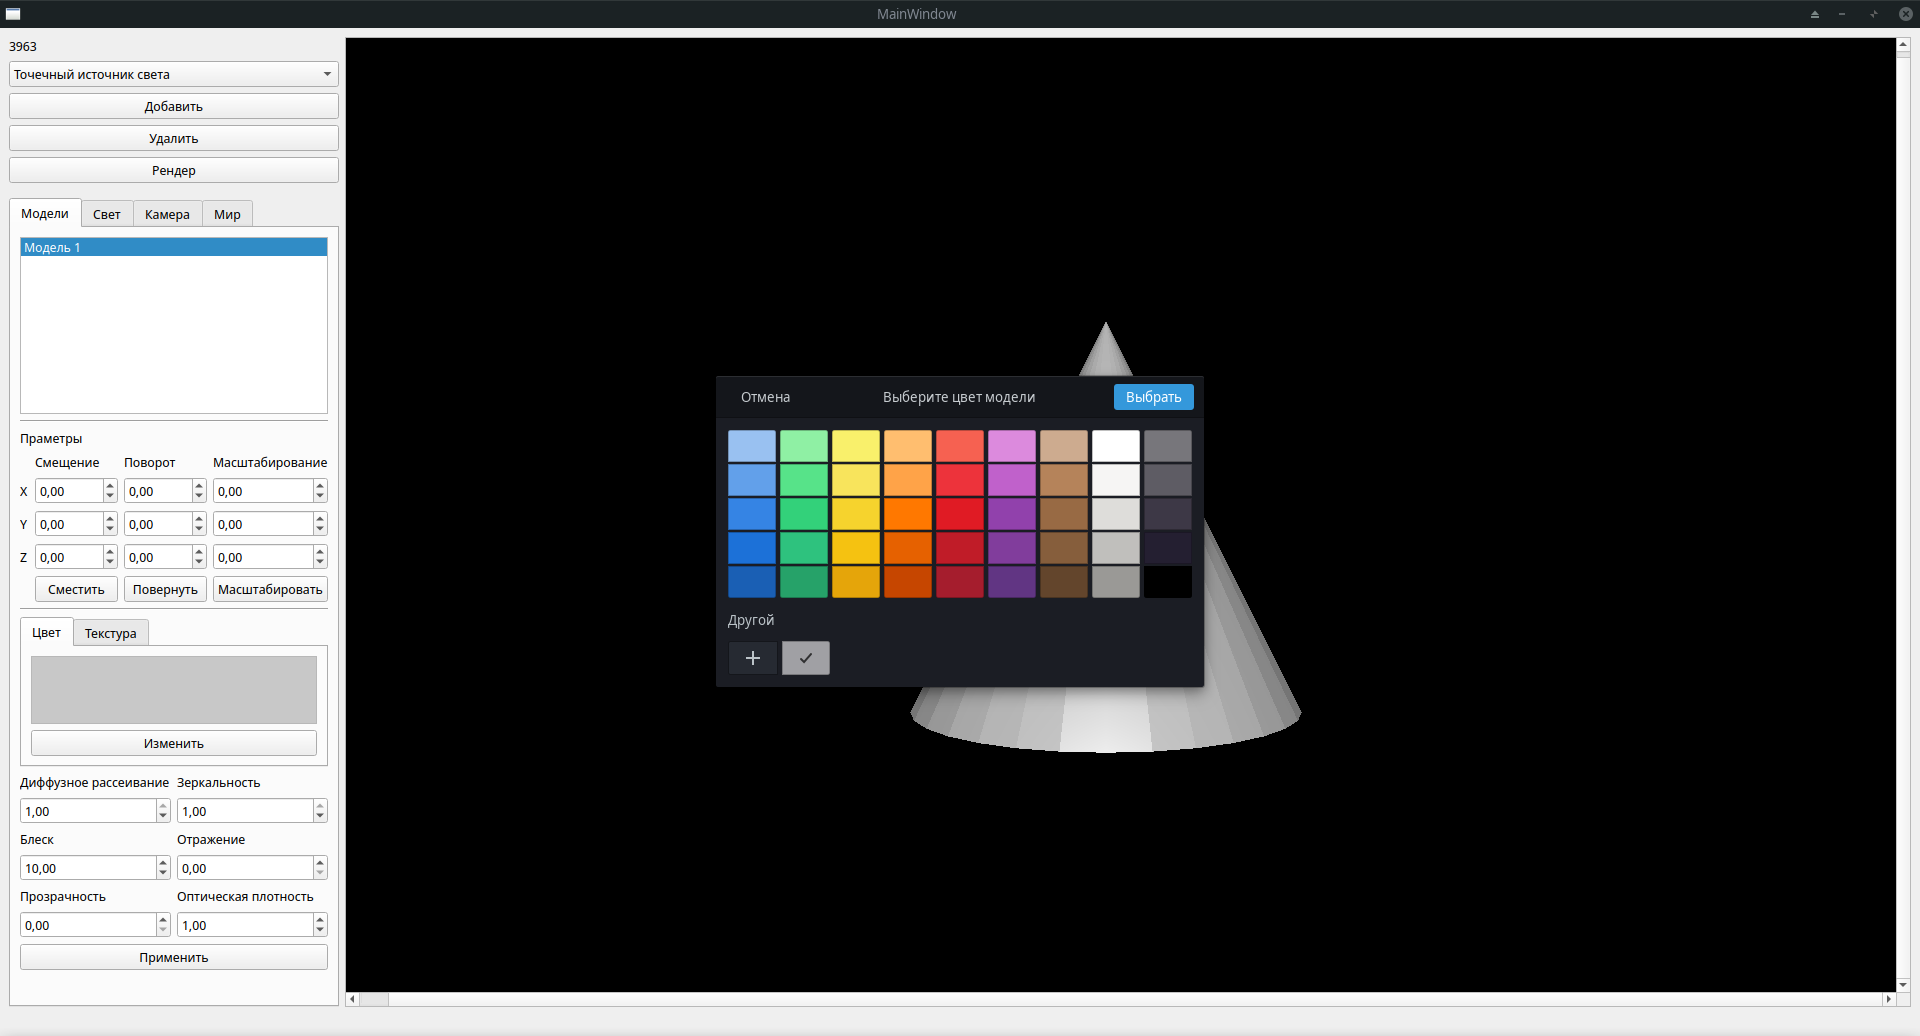 MainWindow
3963
Точечный источник света
Добавить
Удалить
Рендер
Модели Свет Камера Мир
Модель 1
Праметры
Смещение Поворот Масштабирование
X 0,00 0,00 0,00
Y 0,00 0,00 0,00
Z 0,00 0,00 0,00
Сместить Повернуть Масштабировать
Цвет Текстура
Изменить
Диффузное рассеивание Зеркальность
1,00 1,00
Блеск Отражение
10,00 0,00
Прозрачность Оптическая плотность
0,00 1,00
Применить
Отмена Выберите цвет модели Выбрать
Другой